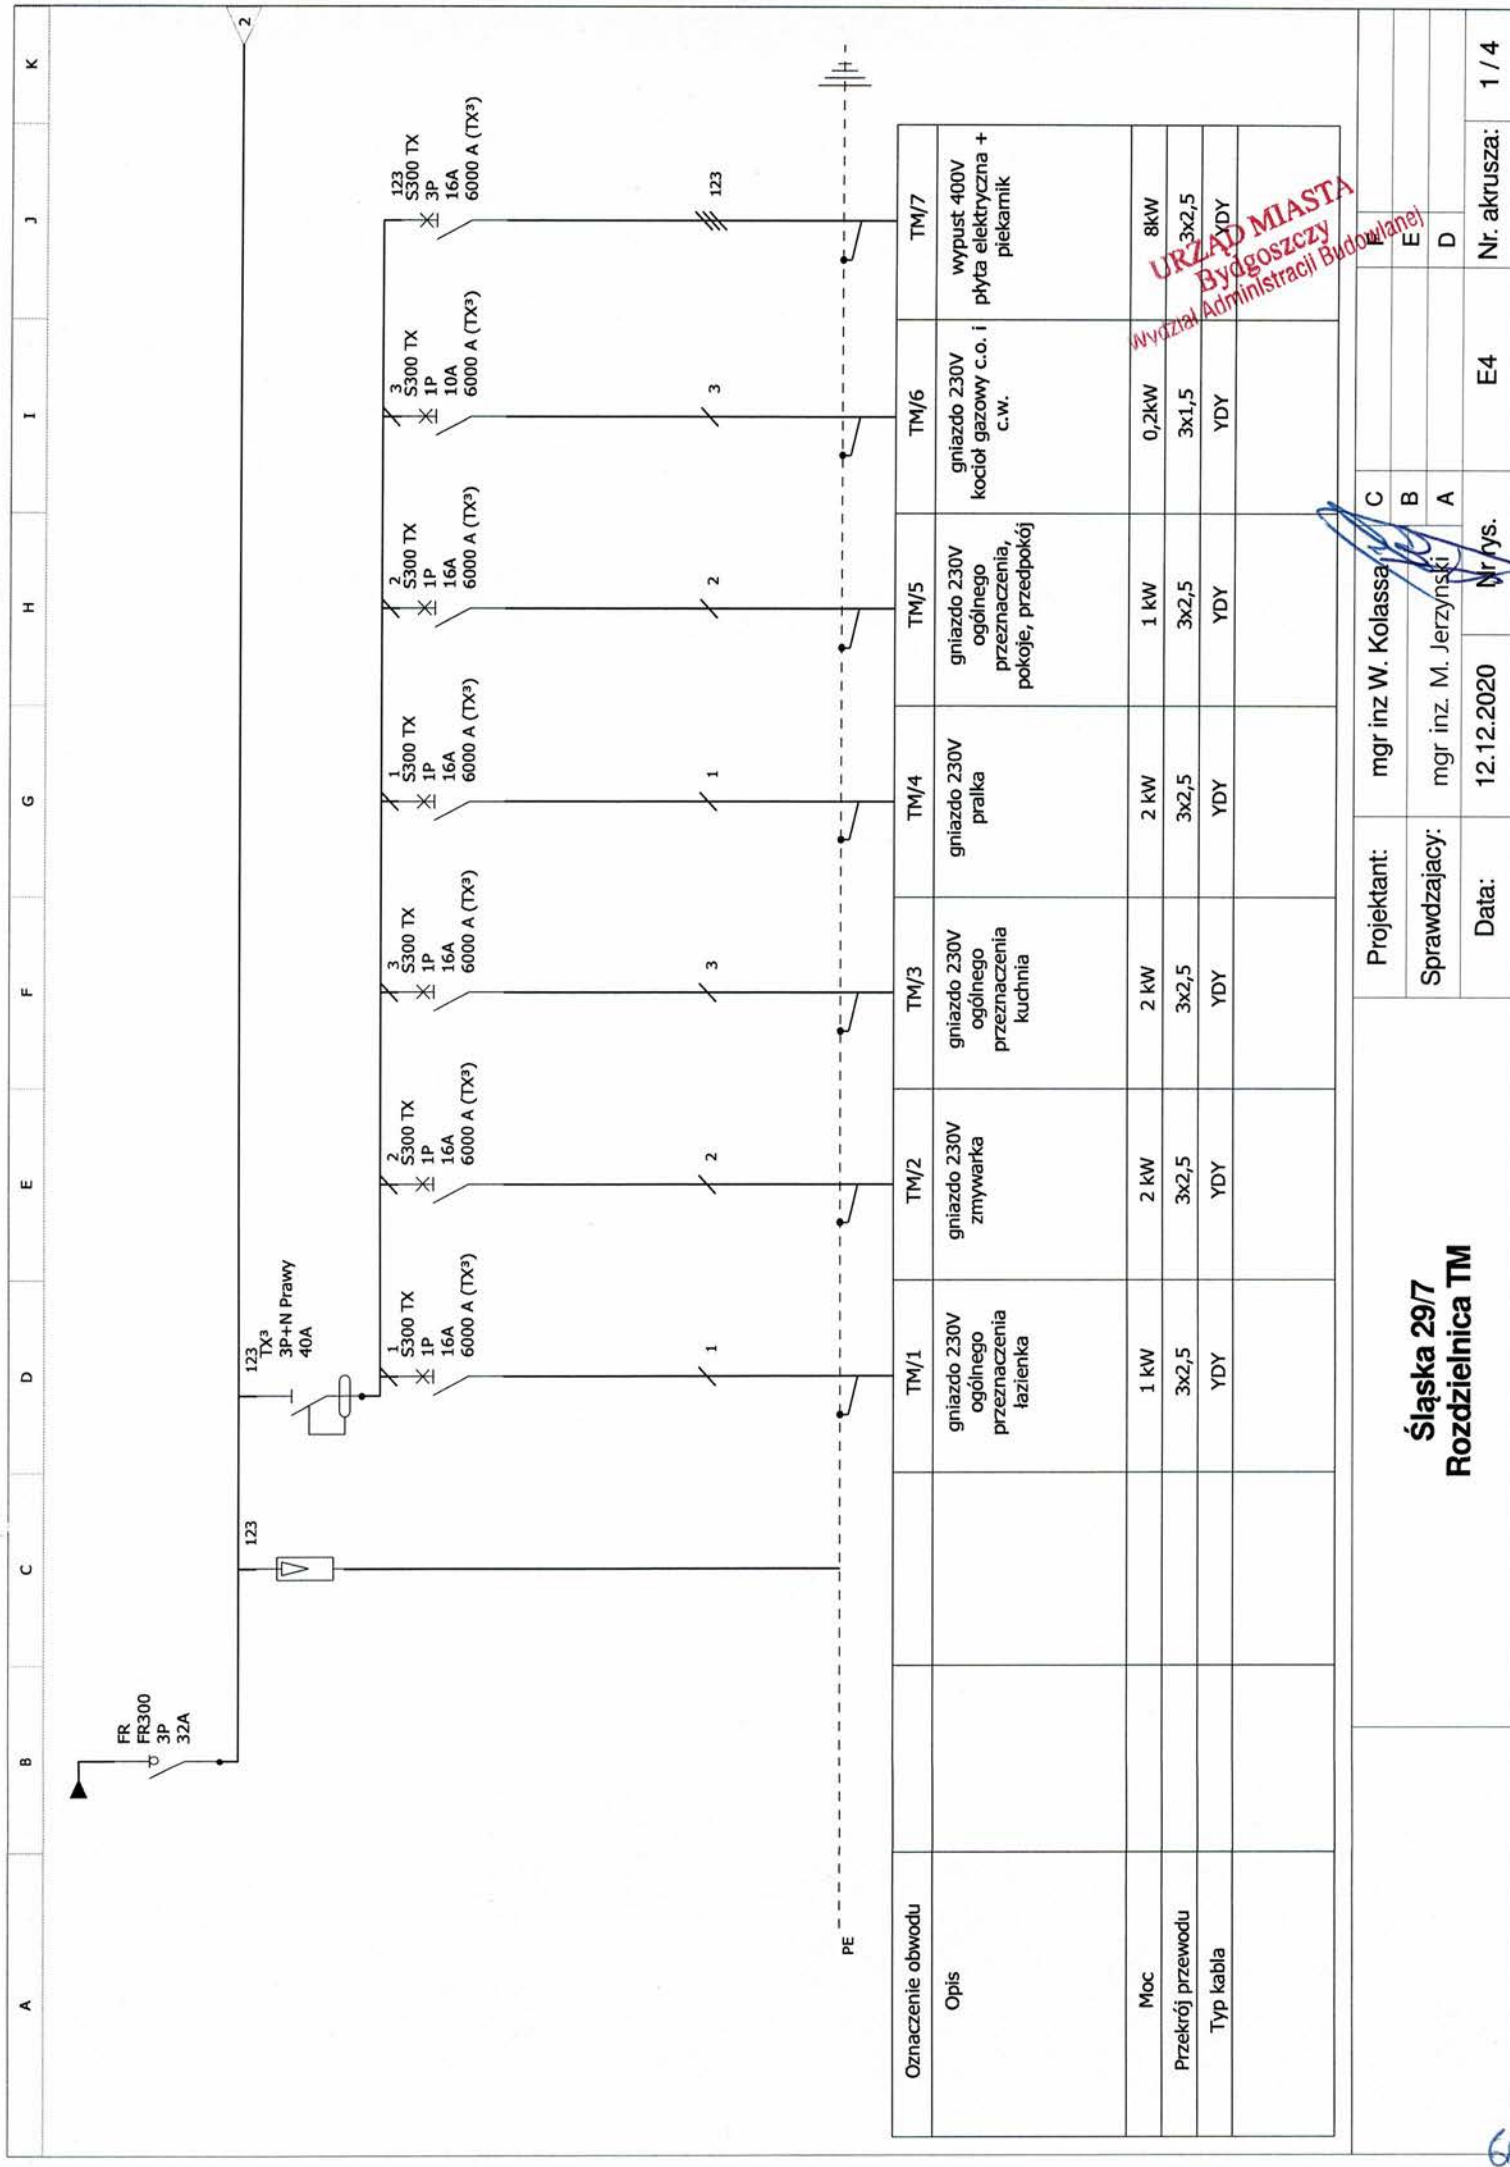 A B C D E F G H I J K
2
FR
FR300
3P
32A
123
123
TX³
3P+N Prawy
40A
1
S300 TX
1P
16A
6000 A (TX³)
2
S300 TX
1P
16A
6000 A (TX³)
3
S300 TX
1P
16A
6000 A (TX³)
1
S300 TX
1P
16A
6000 A (TX³)
2
S300 TX
1P
16A
6000 A (TX³)
3
S300 TX
1P
10A
6000 A (TX³)
123
S300 TX
3P
16A
6000 A (TX³)
1 2 3 1 2 3 123
PE
Oznaczenie obwodu TM/1 TM/2 TM/3 TM/4 TM/5 TM/6 TM/7
Opis
gniazdo 230V
ogólnego
przeznaczenia
łazienka
gniazdo 230V
zmywarka
gniazdo 230V
ogólnego
przeznaczenia
kuchnia
gniazdo 230V
pralka
gniazdo 230V
ogólnego
przeznaczenia,
pokoje, przedpokój
gniazdo 230V
kocioł gazowy c.o. i
c.w.
wypust 400V
płyta elektryczna +
piekarnik
Moc 1 kW 2 kW 2 kW 2 kW 1 kW 0,2kW 8kW
Przekrój przewodu 3x2,5 3x2,5 3x2,5 3x2,5 3x2,5 3x1,5 3x2,5
Typ kabla YDY YDY YDY YDY YDY YDY YDY
URZĄD MIASTA
Bydgoszczy
Wydział Administracji Budowlanej
Śląska 29/7
Rozdzielnica TM
Projektant: mgr inz W. Kolassa
Sprawdzajacy: mgr inz. M. Jerzyński
Data: 12.12.2020
C
B
A
F
E
D
Nr rys. E4
Nr. akrusza: 1 / 4